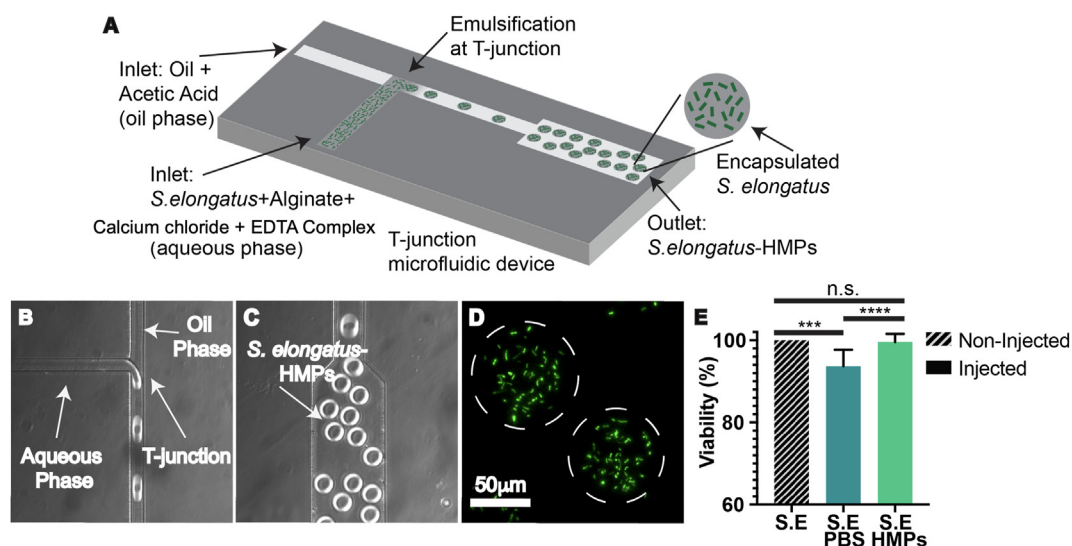 A
Emulsification
at T-junction
Inlet: Oil +
Acetic Acid
(oil phase)
Inlet:
S.elongatus+Alginate+
Calcium chloride + EDTA Complex
(aqueous phase)
T-junction
microfluidic device
Encapsulated
S. elongatus
Outlet:
S.elongatus-HMPs
B
Oil
Phase
Aqueous
Phase
T-junction
C
S. elongatus-
HMPs
D
50μm
E
n.s.
***
****
Viability (%)
100
80
60
S.E
S.E
PBS
S.E
HMPs
Non-Injected
Injected